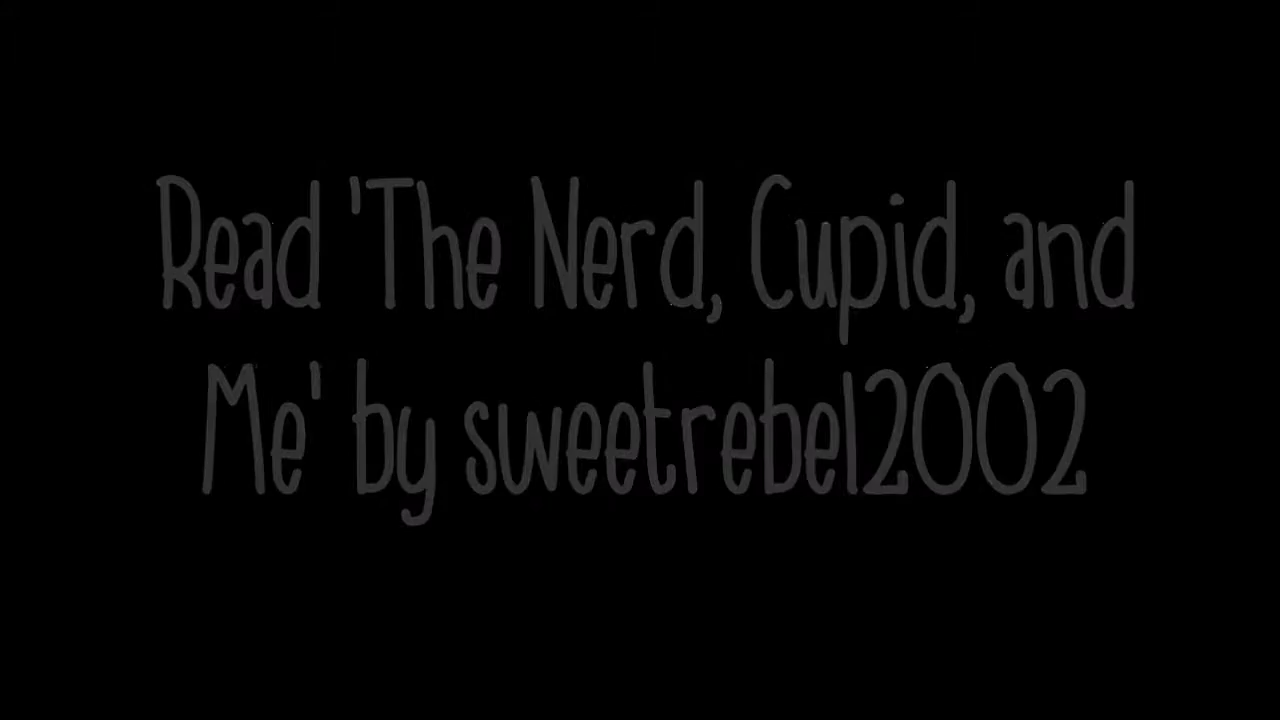 Read 'The Nerd, Cupid, and
Me' by sweetrebel2002